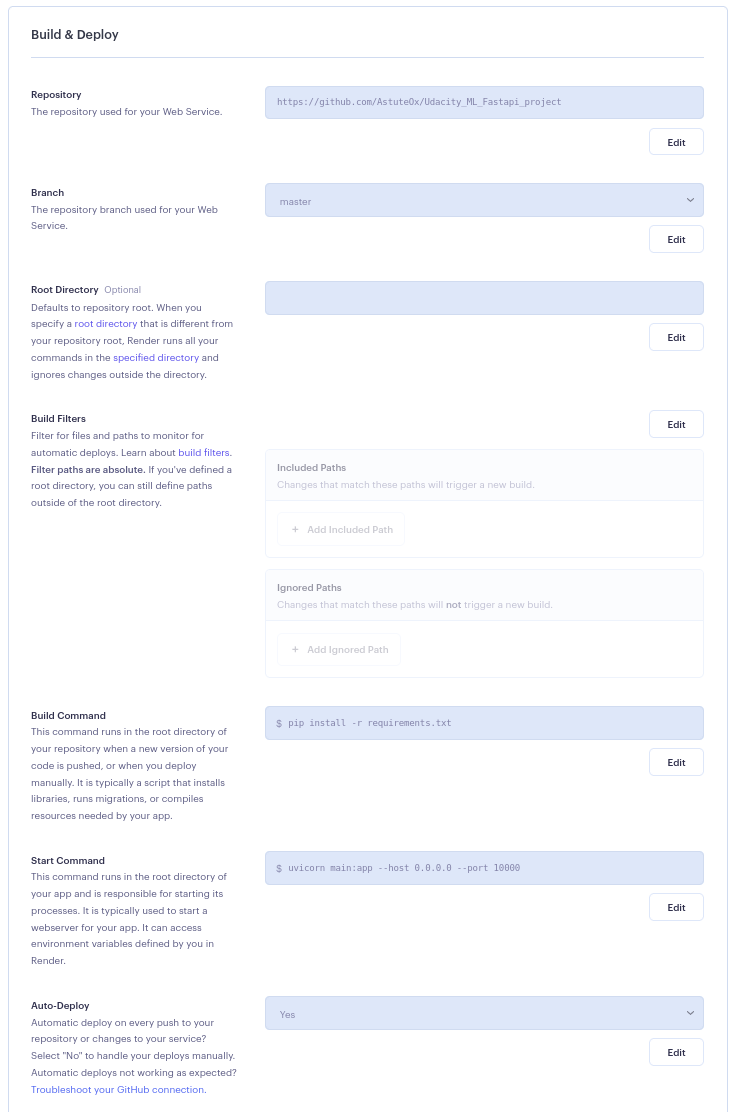 Build & Deploy
Repository
The repository used for your Web Service.
https://github.com/AstuteOx/Udacity_ML_Fastapi_project
Edit
Branch
The repository branch used for your Web
Service.
master
Edit
Root Directory Optional
Defaults to repository root. When you
specify a root directory that is different from
your repository root, Render runs all your
commands in the specified directory and
ignores changes outside the directory.
Edit
Build Filters
Filter for files and paths to monitor for
automatic deploys. Learn about build filters.
Filter paths are absolute. If you've defined a
root directory, you can still define paths
outside of the root directory.
Edit
Included Paths
Changes that match these paths will trigger a new build.
+ Add Included Path
Ignored Paths
Changes that match these paths will not trigger a new build.
+ Add Ignored Path
Build Command
This command runs in the root directory of
your repository when a new version of your
code is pushed, or when you deploy
manually. It is typically a script that installs
libraries, runs migrations, or compiles
resources needed by your app.
$ pip install -r requirements.txt
Edit
Start Command
This command runs in the root directory of
your app and is responsible for starting its
processes. It is typically used to start a
webserver for your app. It can access
environment variables defined by you in
Render.
$ uvicorn main:app --host 0.0.0.0 --port 10000
Edit
Auto-Deploy
Automatic deploy on every push to your
repository or changes to your service?
Select "No" to handle your deploys manually.
Automatic deploys not working as expected?
Troubleshoot your GitHub connection.
Yes
Edit